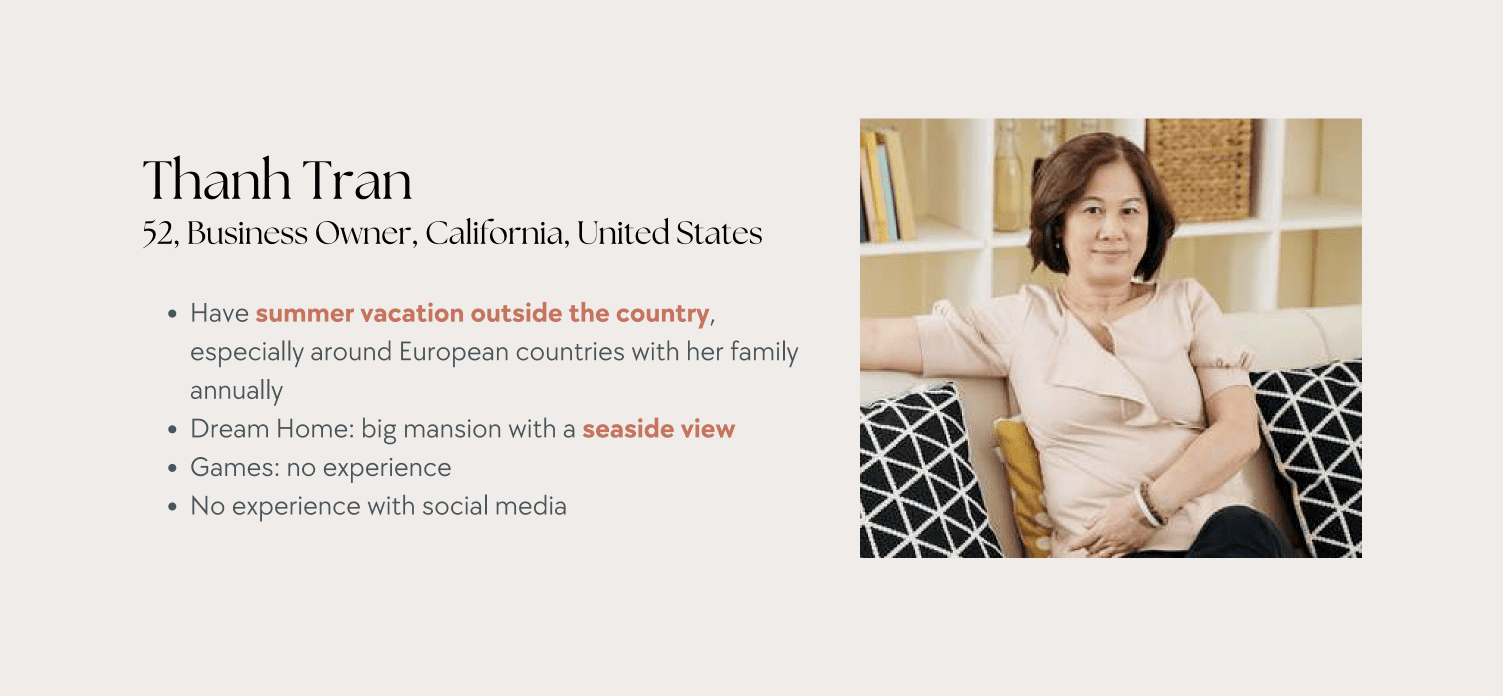 Thanh Tran
52, Business Owner, California, United States
• Have summer vacation outside the country,
especially around European countries with her family
annually
• Dream Home: big mansion with a seaside view
• Games: no experience
• No experience with social media